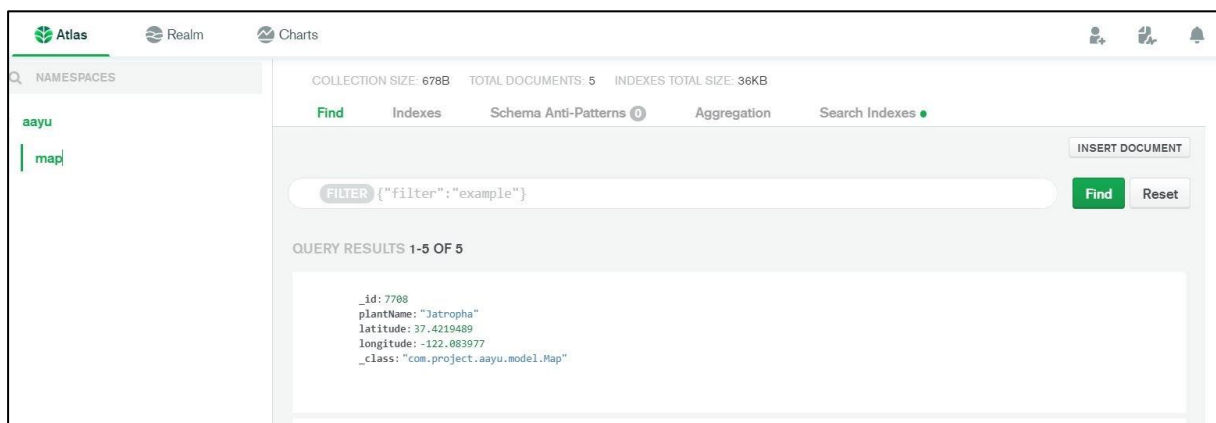 Atlas Realm Charts
NAMESPACES
aayu
map
COLLECTION SIZE: 678B TOTAL DOCUMENTS: 5 INDEXES TOTAL SIZE: 36KB
Find Indexes Schema Anti-Patterns 0 Aggregation Search Indexes
INSERT DOCUMENT
FILTER {"filter":"example"} Find Reset
QUERY RESULTS 1-5 OF 5
_id: 7708
plantName: "Jatropha"
latitude: 37.4219489
longitude: -122.083977
_class: "com.project.aayu.model.Map"